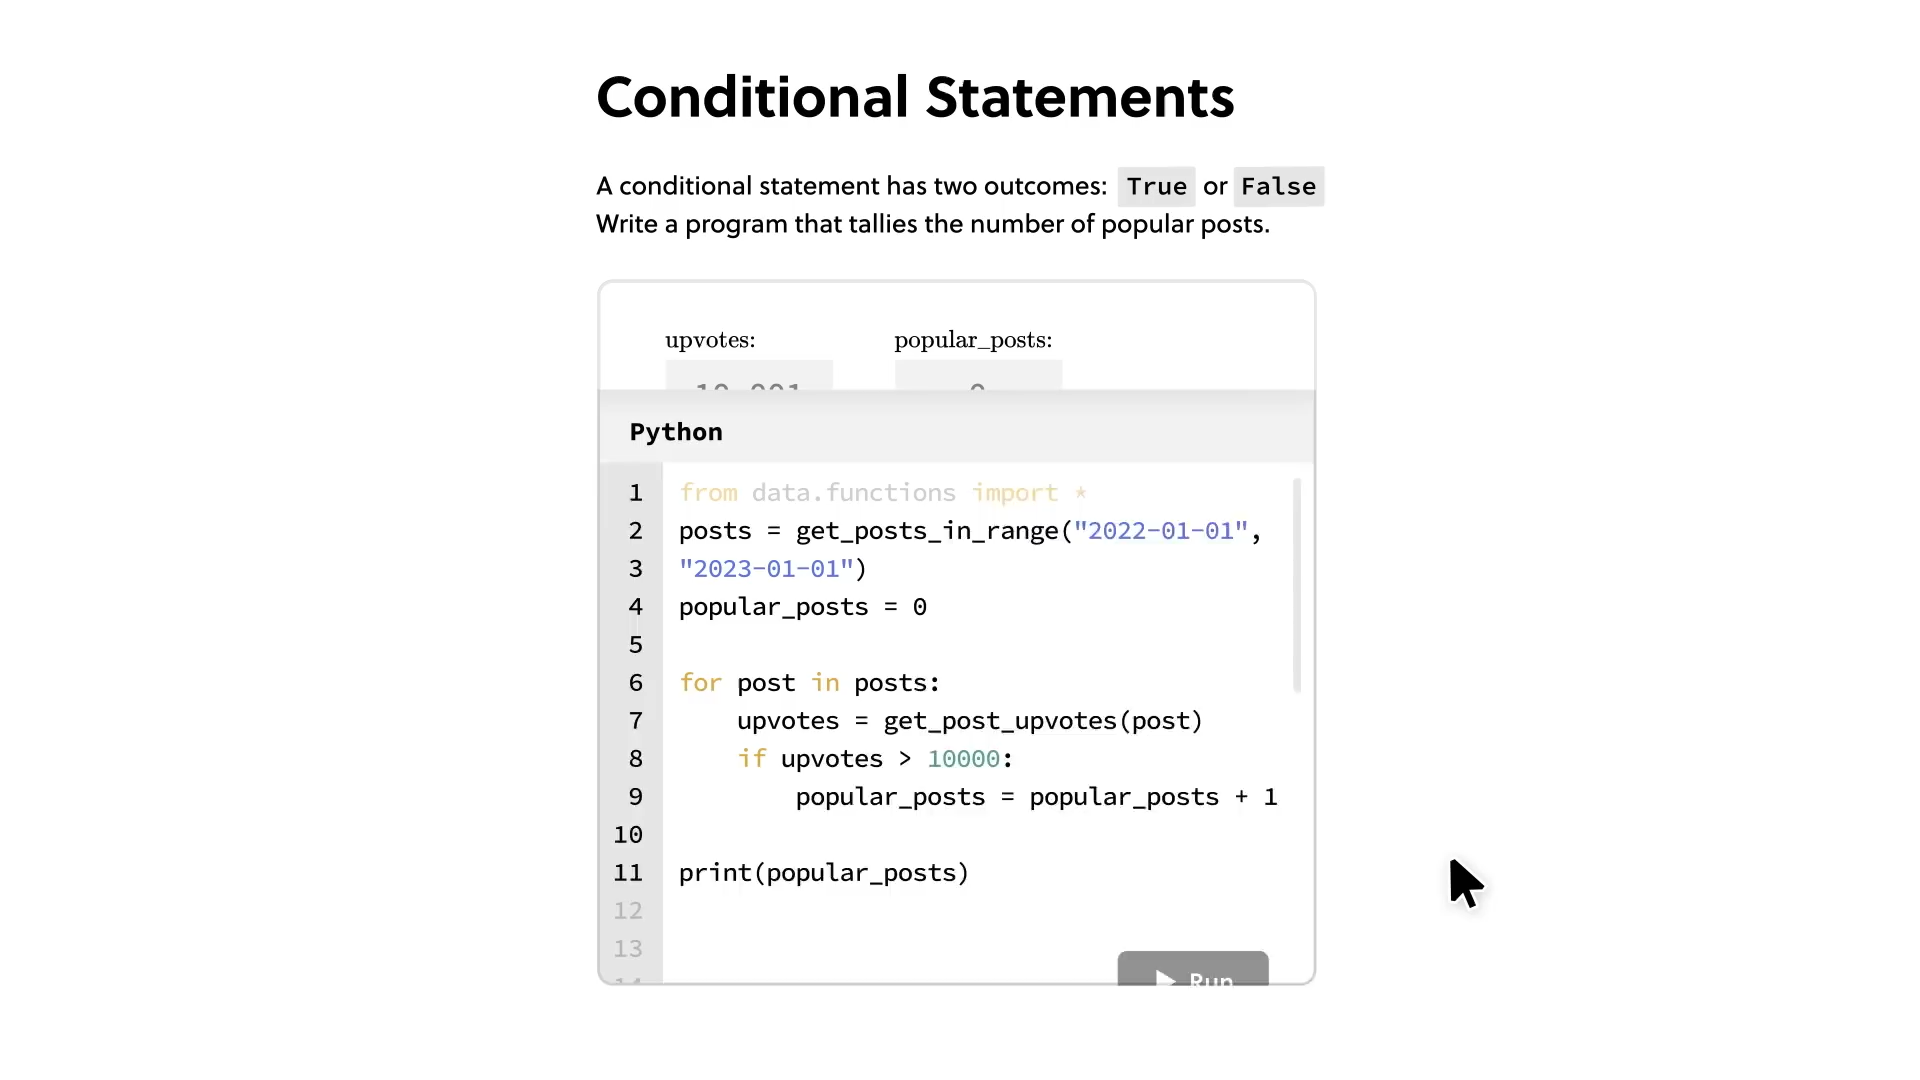 Conditional Statements
A conditional statement has two outcomes: True or False
Write a program that tallies the number of popular posts.
upvotes: popular_posts:
Python
1 from data.functions import *
2 posts = get_posts_in_range("2022-01-01",
3 "2023-01-01")
4 popular_posts = 0
5
6 for post in posts:
7     upvotes = get_post_upvotes(post)
8     if upvotes > 10000:
9         popular_posts = popular_posts + 1
10
11 print(popular_posts)
12
13
Run